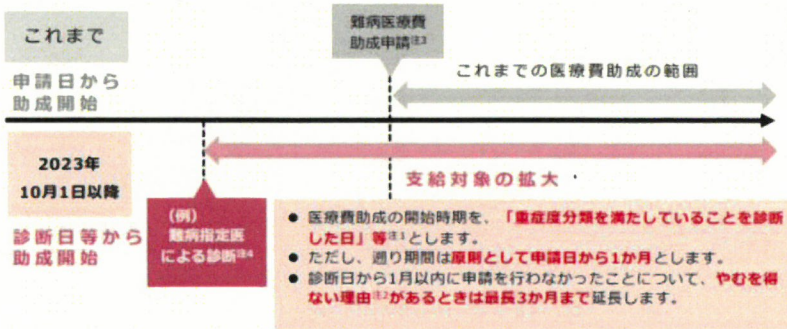 これまで
申請日から
助成開始
難病医療費
助成申請注3
これまでの医療費助成の範囲
2023年
10月1日以降
診断日等から
助成開始
(例)
難病指定医
による診断注4
支給対象の拡大
● 医療費助成の開始時期を、「重症度分類を満たしていることを診断
した日」等注1とします。
● ただし、遡り期間は原則として申請日から1か月とします。
● 診断日から1月以内に申請を行わなかったことについて、やむを得
ない理由注2があるときは最長3か月まで延長します。